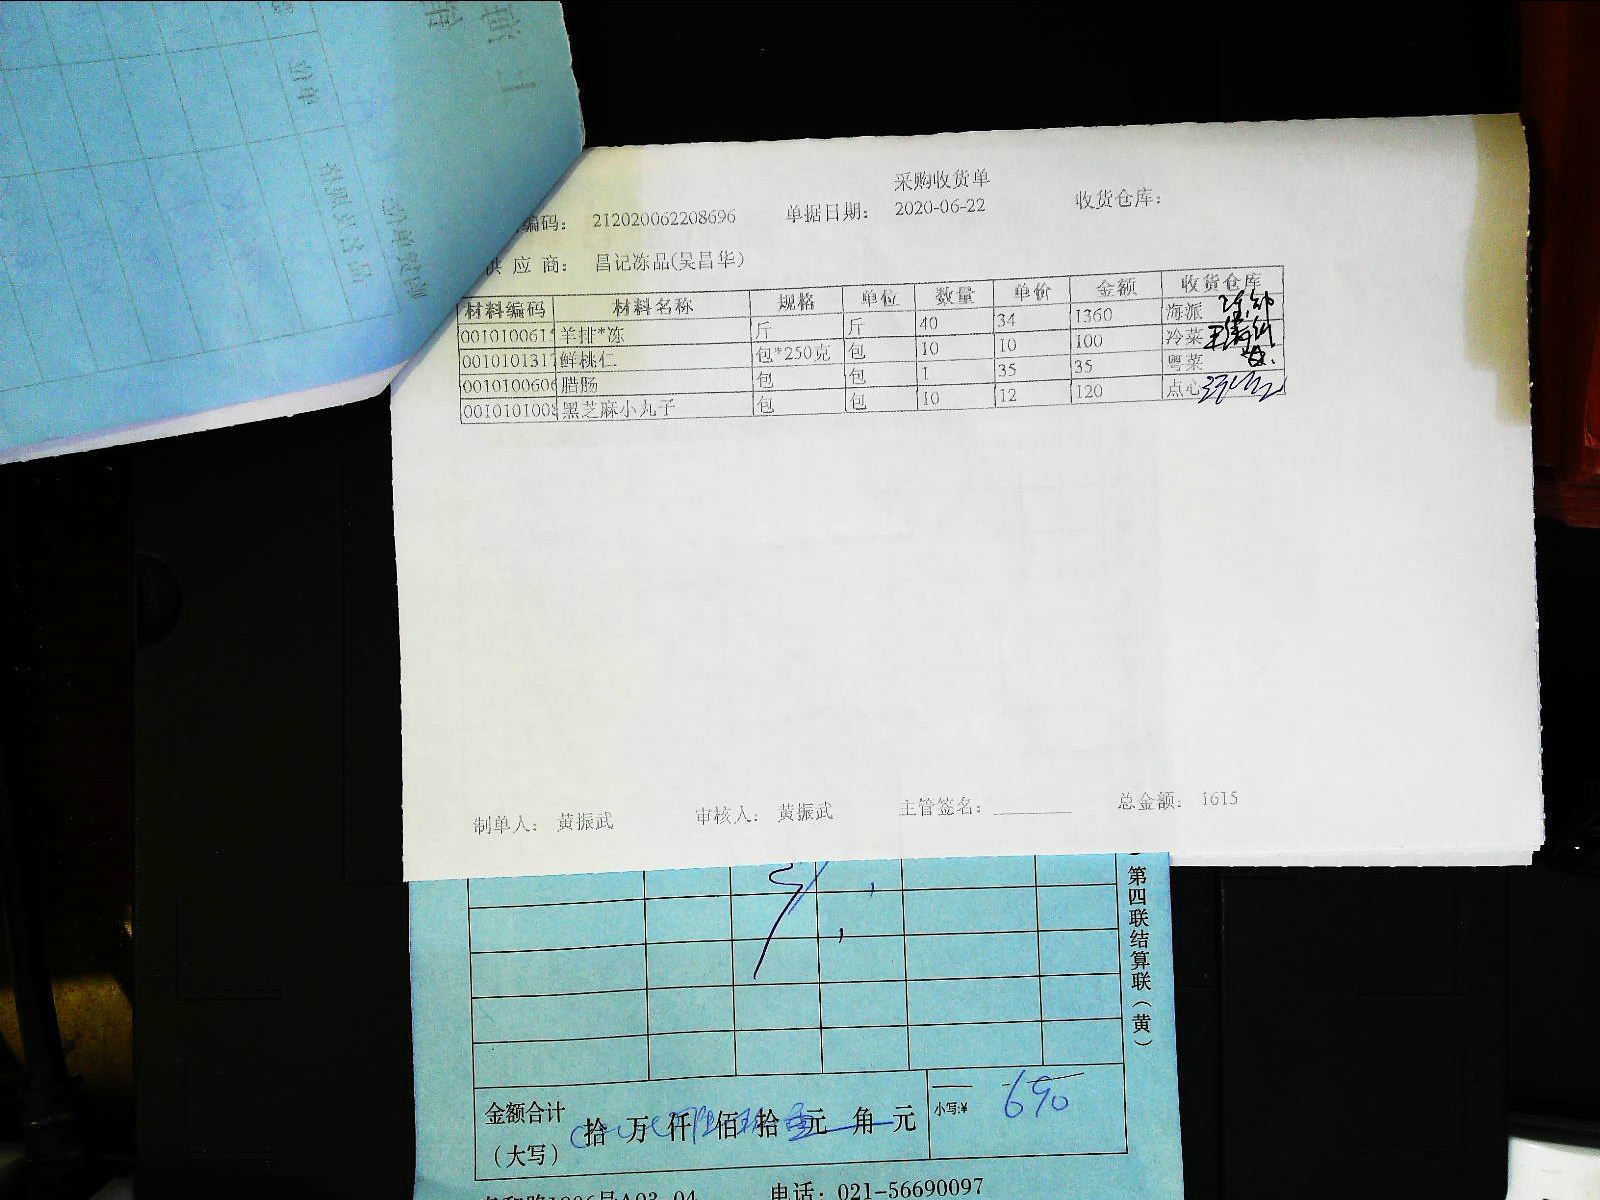 采购收货单
编码： 212020062208696 单据日期： 2020-06-22 收货仓库：
供 应 商： 昌记冻品(吴昌华)
材料编码 材料名称 规格 单位 数量 单价 金额 收货仓库
001010061 羊排*冻 斤 斤 40 34 1360 海派
001010131 鲜桃仁 包*250克 包 10 10 100 冷菜
001010060 腊肠 包 包 1 35 35 粤菜
001010100 黑芝麻小丸子 包 包 10 12 120 点心
制单人： 黄振武 审核人： 黄振武 主管签名： 总金额： 1615
第四联结算联（黄）
金额合计
（大写） 拾 万 仟 佰 拾 元 角 元 小写:¥ 690
电话：021-56690097